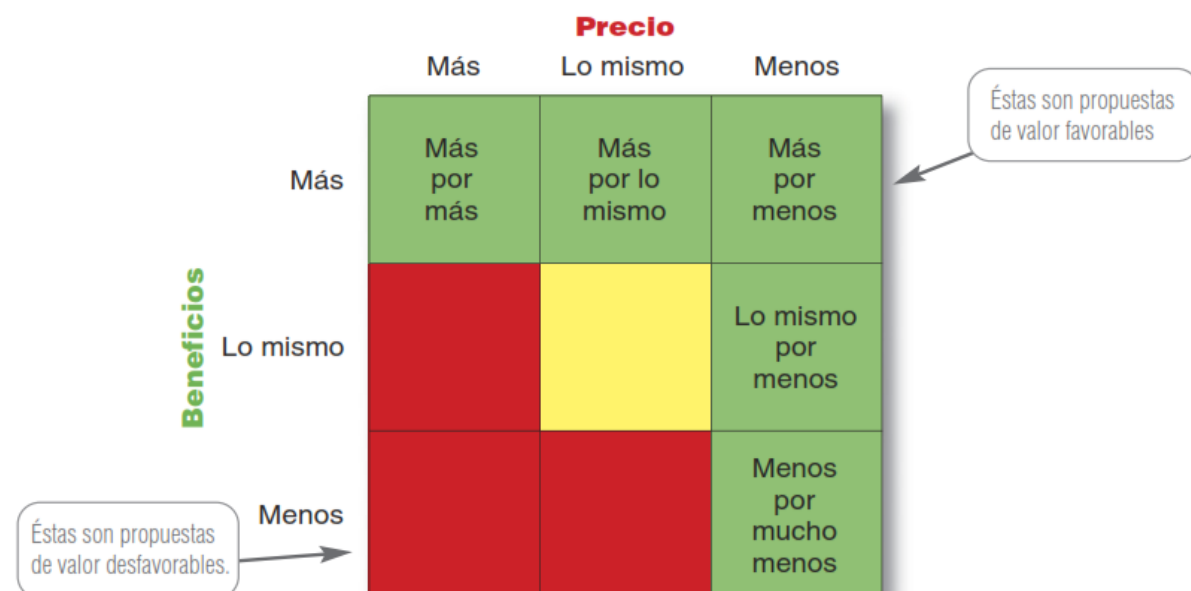 Precio
Más Lo mismo Menos
Éstas son propuestas
de valor favorables
Más
Más
por
más
Más
por lo
mismo
Más
por
menos
Beneficios
Lo mismo
Lo mismo
por
menos
Menos
Menos
por
mucho
menos
Éstas son propuestas
de valor desfavorables.